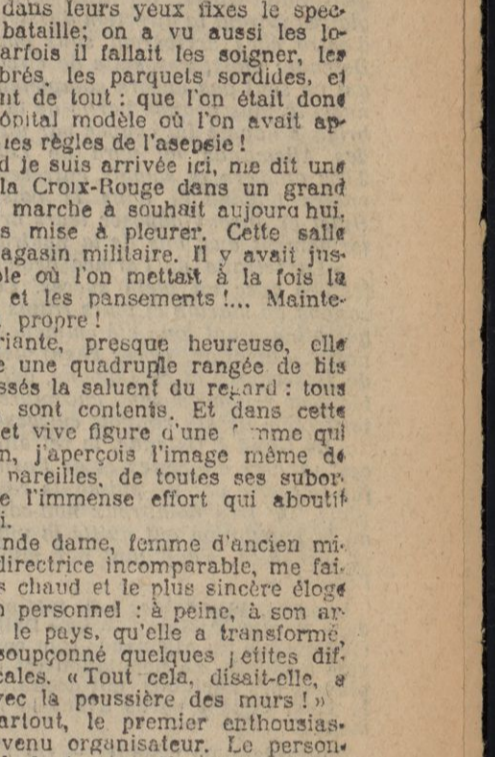 dans leurs yeux fixes le spec-
bataille; on a vu aussi les lo-
arfois il fallait les soigner, les
brés, les parquets sordides, et
nt de tout : que l'on était donc
ôpital modèle où l'on avait ap-
les règles de l'asepsie !
d je suis arrivée ici, me dit une
la Croix-Rouge dans un grand
marche à souhait aujourd'hui,
s mise à pleurer. Cette salle
agasin militaire. Il y avait jus-
ble où l'on mettait à la fois la
et les pansements !... Mainte-
propre !
riante, presque heureuse, elle
e une quadruple rangée de lits
ssés la saluent du regard : tous
sont contents. Et dans cette
et vive figure d'une femme qui
n, j'aperçois l'image même de
pareilles, de toutes ses subor-
e l'immense effort qui aboutit
i.
nde dame, femme d'ancien mi-
directrice incomparable, me fai-
s chaud et le plus sincère éloge
n personnel : à peine, à son ar-
le pays, qu'elle a transformé,
soupçonné quelques petites dif-
cales. « Tout cela, disait-elle, a
vec la poussière des murs ! »
artout, le premier enthousias-
venu organisateur. Le person-